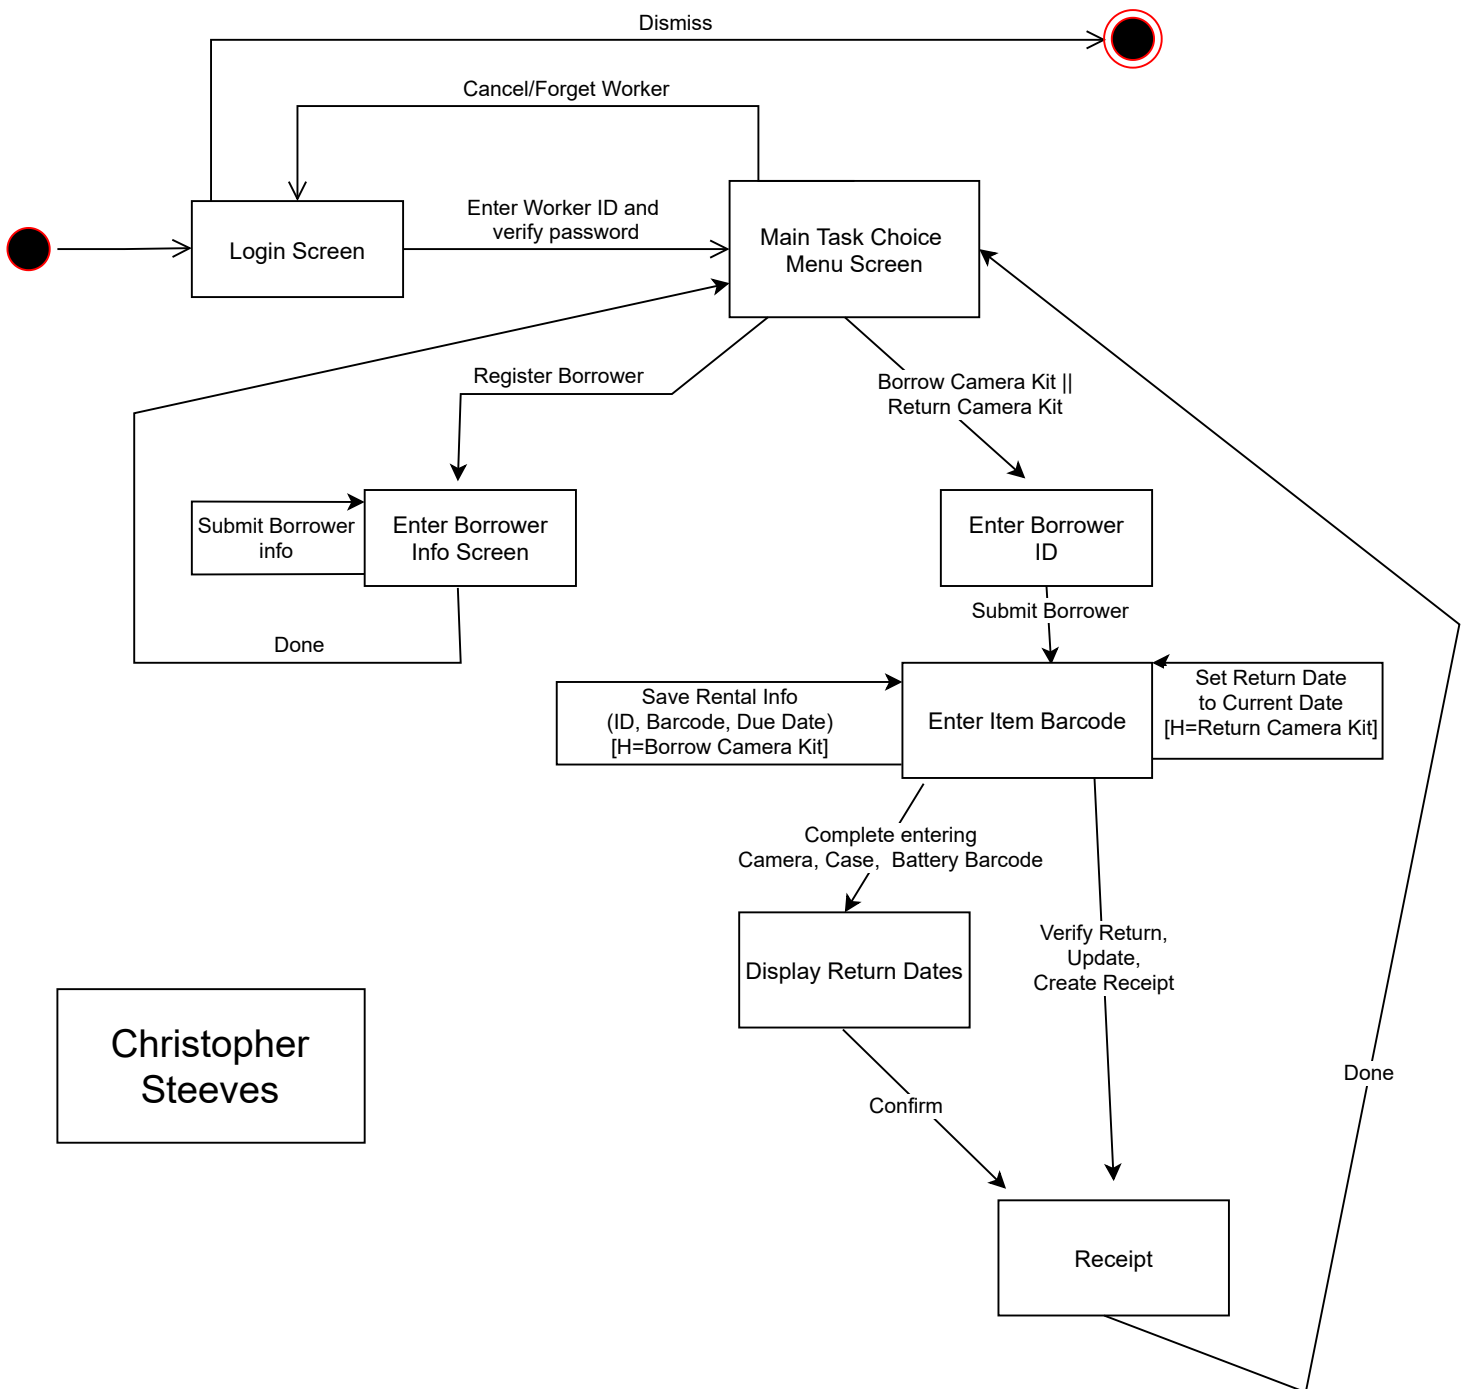 Dismiss
Cancel/Forget Worker
Enter Worker ID and
verify password
Login Screen
Main Task Choice
Menu Screen
Register Borrower
Borrow Camera Kit ||
Return Camera Kit
Submit Borrower
info
Enter Borrower
Info Screen
Enter Borrower
ID
Submit Borrower
Done
Save Rental Info
(ID, Barcode, Due Date)
[H=Borrow Camera Kit]
Enter Item Barcode
Set Return Date
to Current Date
[H=Return Camera Kit]
Complete entering
Camera, Case,  Battery Barcode
Verify Return,
Update,
Create Receipt
Display Return Dates
Christopher
Steeves
Confirm
Done
Receipt